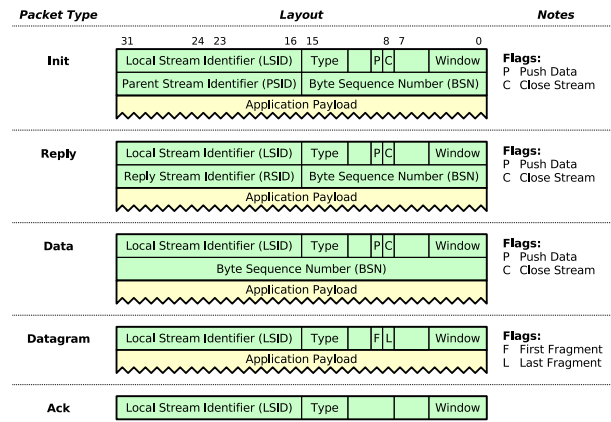 Packet Type Layout Notes
31 24 23 16 15 8 7 0
Init Local Stream Identifier (LSID) Type P C Window Flags:
P Push Data
Parent Stream Identifier (PSID) Byte Sequence Number (BSN) C Close Stream
Application Payload
Reply Local Stream Identifier (LSID) Type P C Window Flags:
P Push Data
Reply Stream Identifier (RSID) Byte Sequence Number (BSN) C Close Stream
Application Payload
Data Local Stream Identifier (LSID) Type P C Window Flags:
P Push Data
Byte Sequence Number (BSN) C Close Stream
Application Payload
Datagram Local Stream Identifier (LSID) Type F L Window Flags:
F First Fragment
Application Payload L Last Fragment
Ack Local Stream Identifier (LSID) Type Window